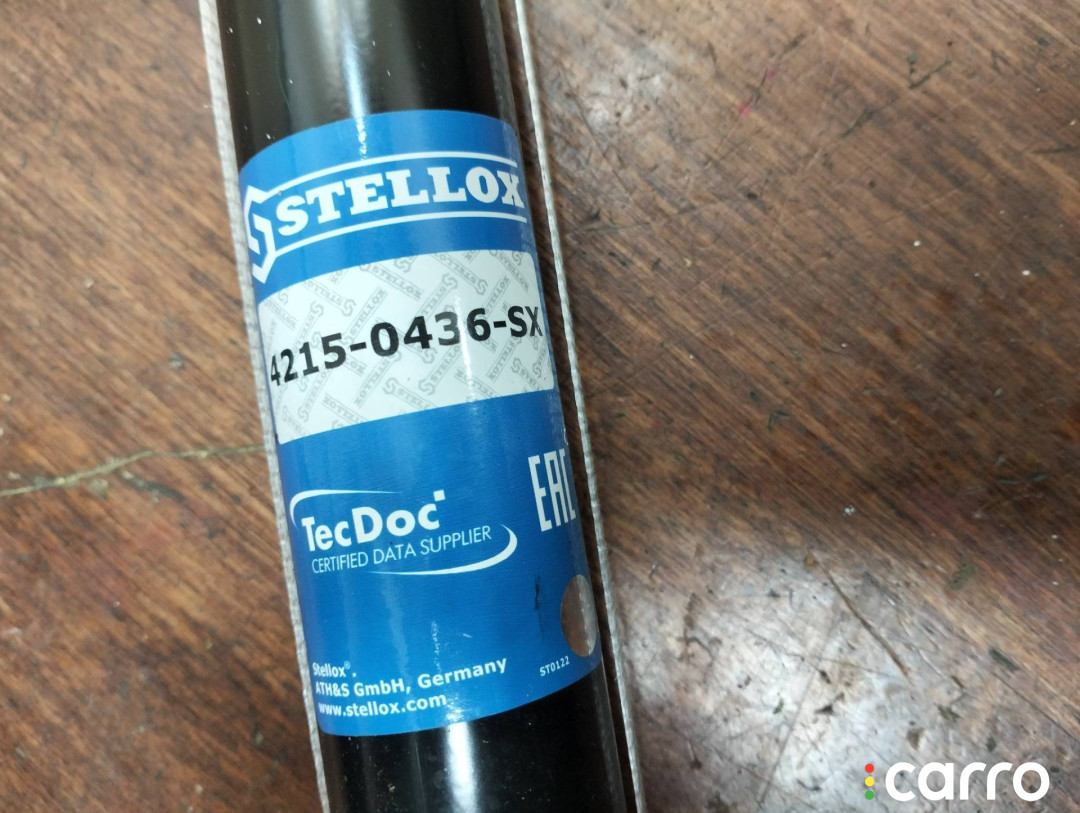 STELLOX
4215-0436-SX
EAC
TecDoc
CERTIFIED DATA SUPPLIER
Stellox®.
ATH&S GmbH, Germany
www.stellox.com
ST0122
carro